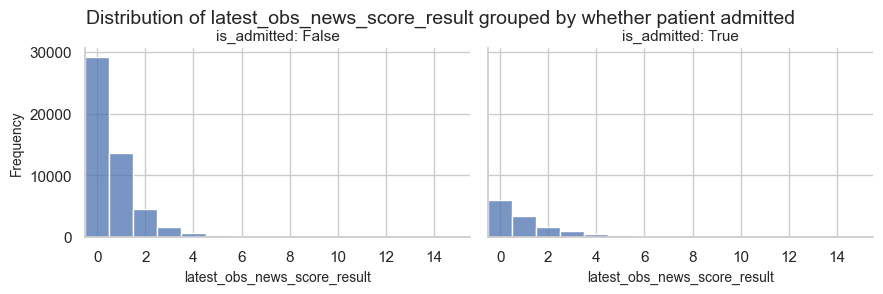 Distribution of latest_obs_news_score_result grouped by whether patient admitted
is_admitted: False
is_admitted: True
30000
20000
10000
0
Frequency
0 2 4 6 8 10 12 14
0 2 4 6 8 10 12 14
latest_obs_news_score_result
latest_obs_news_score_result